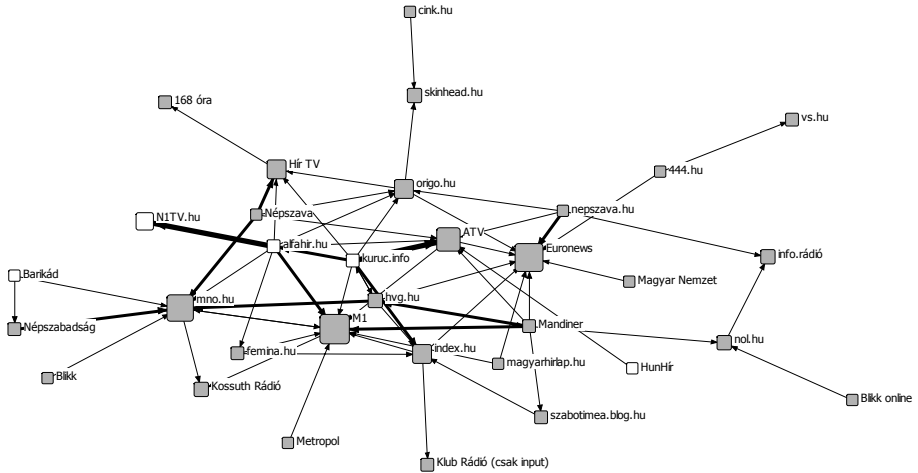 cink.hu
skinhead.hu
168 óra
vs.hu
Hír TV
444.hu
origo.hu
N1TV.hu
Népszava
nepszava.hu
ATV
alfahir.hu
Euronews
kuruc.info
info.rádió
Barikád
Magyar Nemzet
mno.hu
hvg.hu
M1
Népszabadság
Mandiner
nol.hu
femina.hu
index.hu
magyarhirlap.hu
HunHír
Blikk
Kossuth Rádió
Blikk online
szabotimea.blog.hu
Metropol
Klub Rádió (csak input)